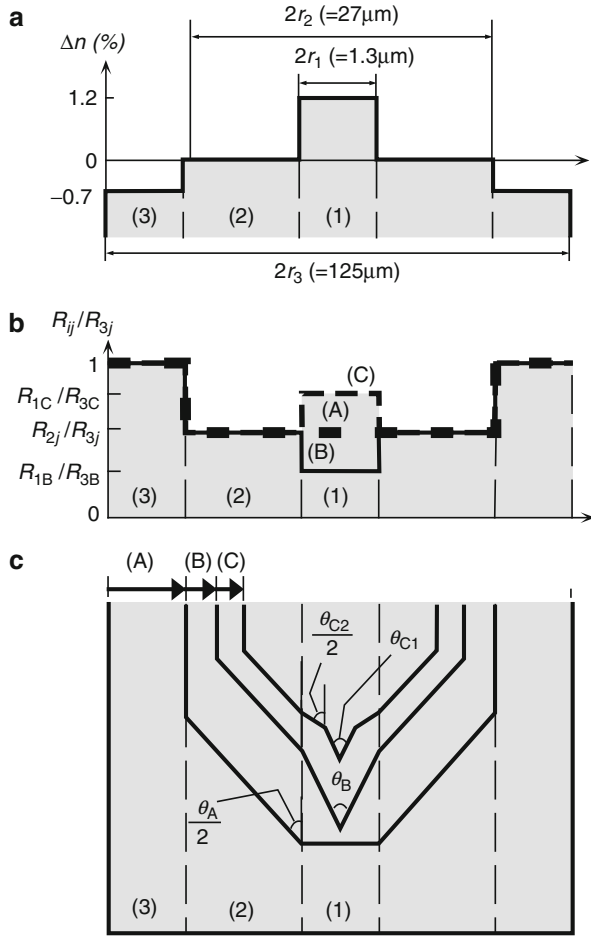 a
Δn (%)
2r2 (=27μm)
2r1 (=1.3μm)
1.2
0
−0.7
(3) (2) (1)
2r3 (=125μm)
b
Rij/R3j
1
R1C/R3C
R2j/R3j
R1B/R3B
0
(C)
(A)
(B)
(3) (2) (1)
c
(A) (B) (C)
θC2/2
θC1
θB
θA/2
(3) (2) (1)